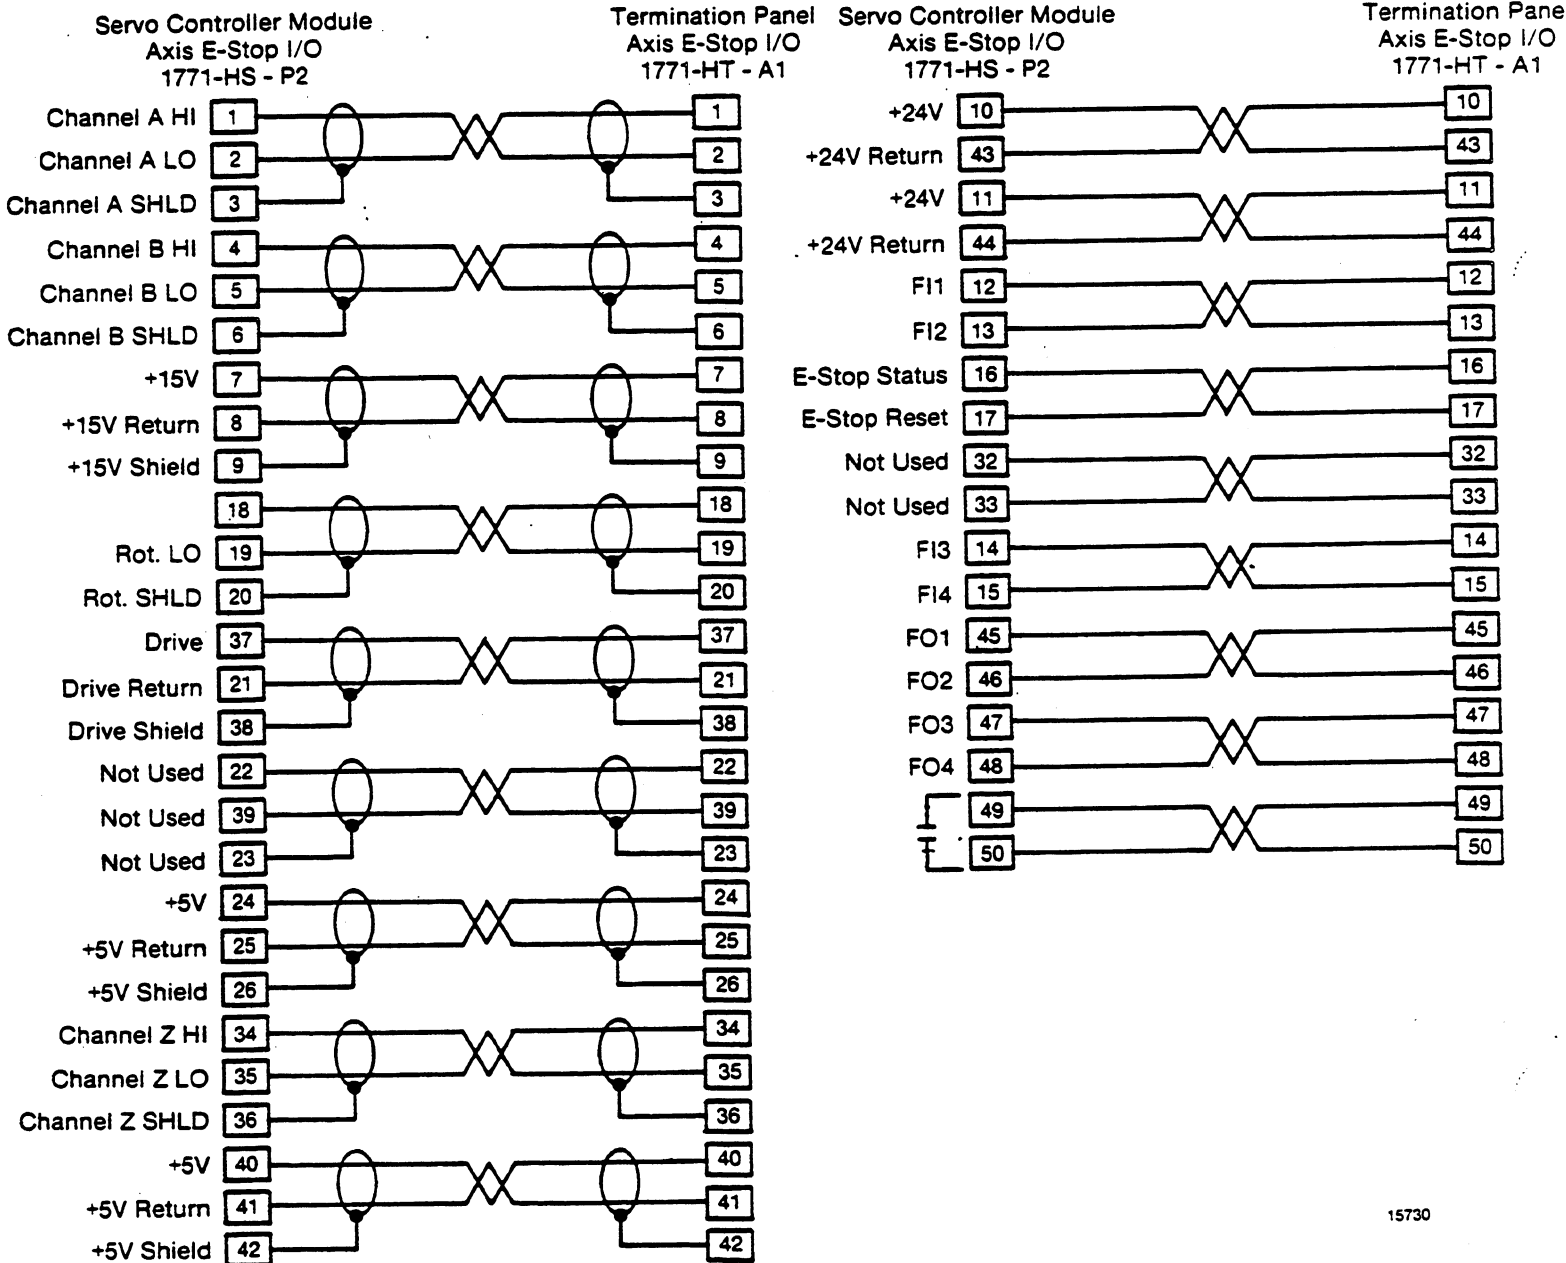 Servo Controller Module
Axis E-Stop I/O
1771-HS - P2
Termination Panel
Axis E-Stop I/O
1771-HT - A1
Channel A HI 1 1
Channel A LO 2 2
Channel A SHLD 3 3
Channel B HI 4 4
Channel B LO 5 5
Channel B SHLD 6 6
+15V 7 7
+15V Return 8 8
+15V Shield 9 9
18 18
Rot. LO 19 19
Rot. SHLD 20 20
Drive 37 37
Drive Return 21 21
Drive Shield 38 38
Not Used 22 22
Not Used 39 39
Not Used 23 23
+5V 24 24
+5V Return 25 25
+5V Shield 26 26
Channel Z HI 34 34
Channel Z LO 35 35
Channel Z SHLD 36 36
+5V 40 40
+5V Return 41 41
+5V Shield 42 42
Servo Controller Module
Axis E-Stop I/O
1771-HS - P2
Termination Pane
Axis E-Stop I/O
1771-HT - A1
+24V 10 10
+24V Return 43 43
+24V 11 11
+24V Return 44 44
FI1 12 12
FI2 13 13
E-Stop Status 16 16
E-Stop Reset 17 17
Not Used 32 32
Not Used 33 33
FI3 14 14
FI4 15 15
FO1 45 45
FO2 46 46
FO3 47 47
FO4 48 48
49 49
50 50
15730